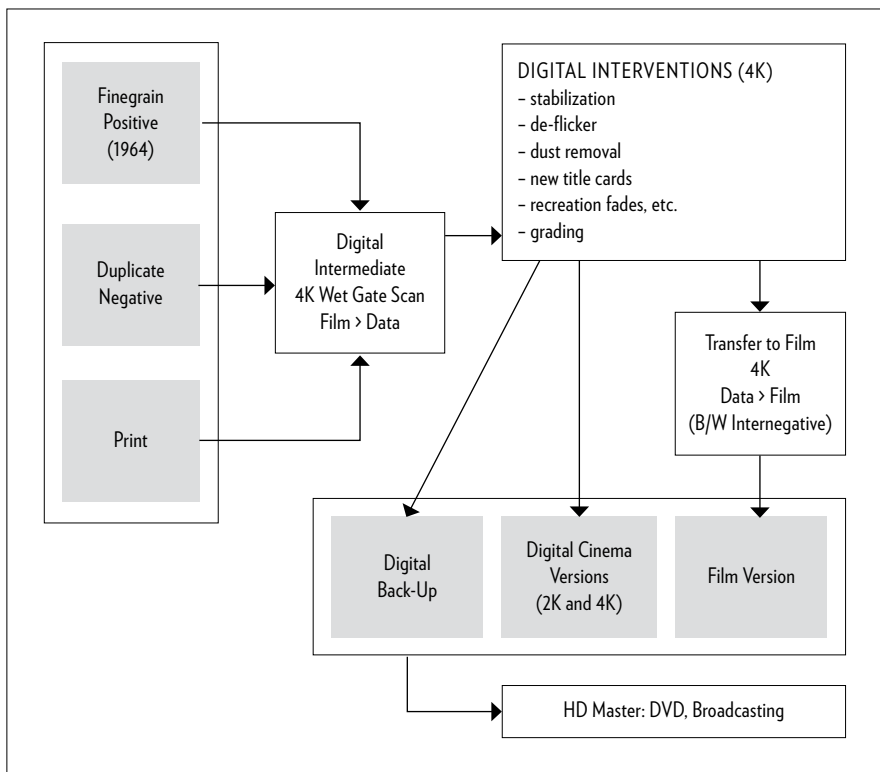 Finegrain
Positive
(1964)
Duplicate
Negative
Print
Digital
Intermediate
4K Wet Gate Scan
Film > Data
DIGITAL INTERVENTIONS (4K)
– stabilization
– de-flicker
– dust removal
– new title cards
– recreation fades, etc.
– grading
Transfer to Film
4K
Data > Film
(B/W Internegative)
Digital
Back-Up
Digital Cinema
Versions
(2K and 4K)
Film Version
HD Master: DVD, Broadcasting